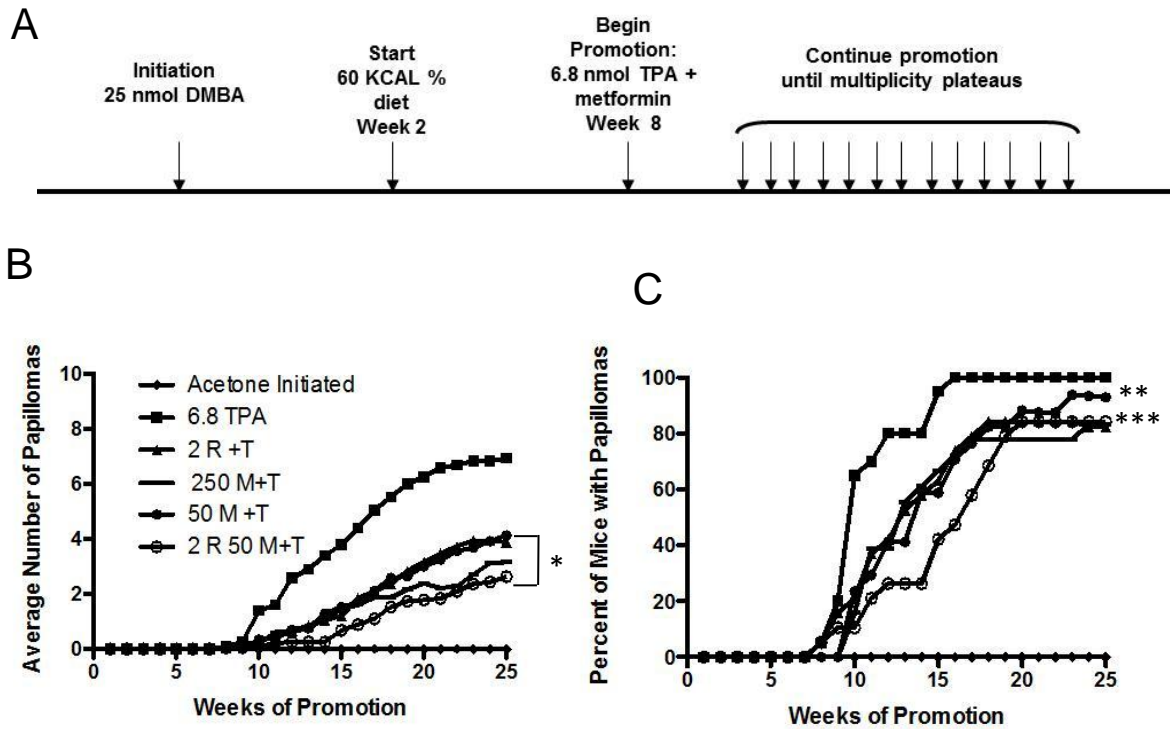 A
Initiation
25 nmol DMBA
Start
60 KCAL %
diet
Week 2
Begin
Promotion:
6.8 nmol TPA +
metformin
Week 8
Continue promotion
until multiplicity plateaus
B
Average Number of Papillomas
10
8
6
4
2
0
Acetone Initiated
6.8 TPA
2 R +T
250 M+T
50 M +T
2 R 50 M+T
*
0
5
10
15
20
25
Weeks of Promotion
C
Percent of Mice with Papillomas
100
80
60
40
20
0
**
***
0
5
10
15
20
25
Weeks of Promotion